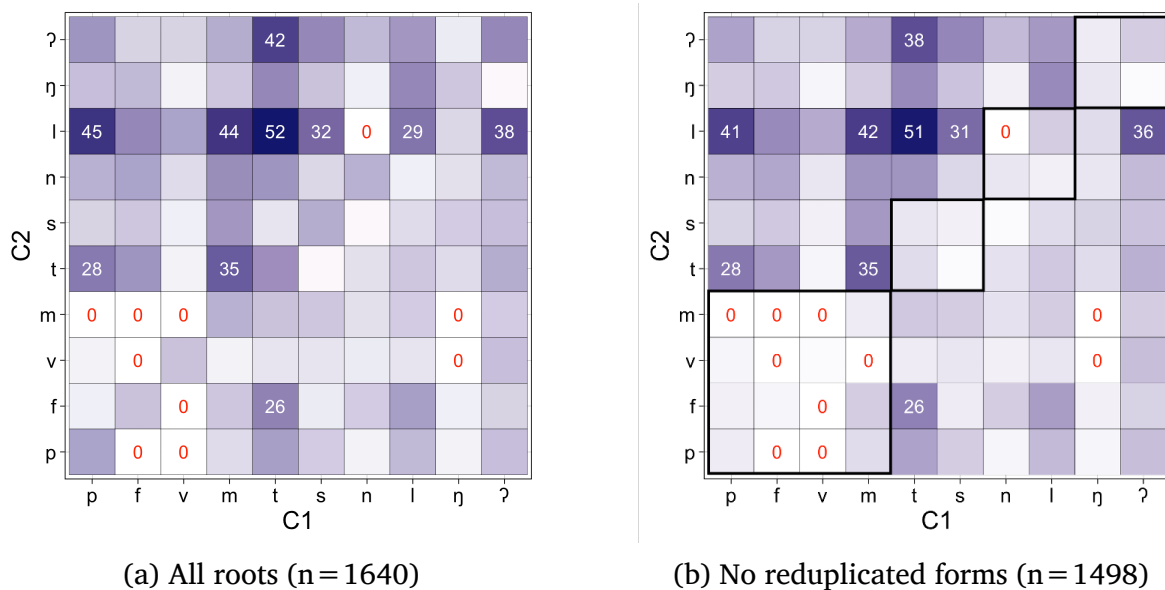 ʔ 42
ŋ
l 45 44 52 32 0 29 38
n
s
t 28 35
m 0 0 0 0
v 0 0
f 0 26
p 0 0
C2
p f v m t s n l ŋ ʔ
C1
(a) All roots (n = 1640)
ʔ 38
ŋ
l 41 42 51 31 0 36
n
s
t 28 35
m 0 0 0 0
v 0 0 0
f 0 26
p 0 0
C2
p f v m t s n l ŋ ʔ
C1
(b) No reduplicated forms (n = 1498)